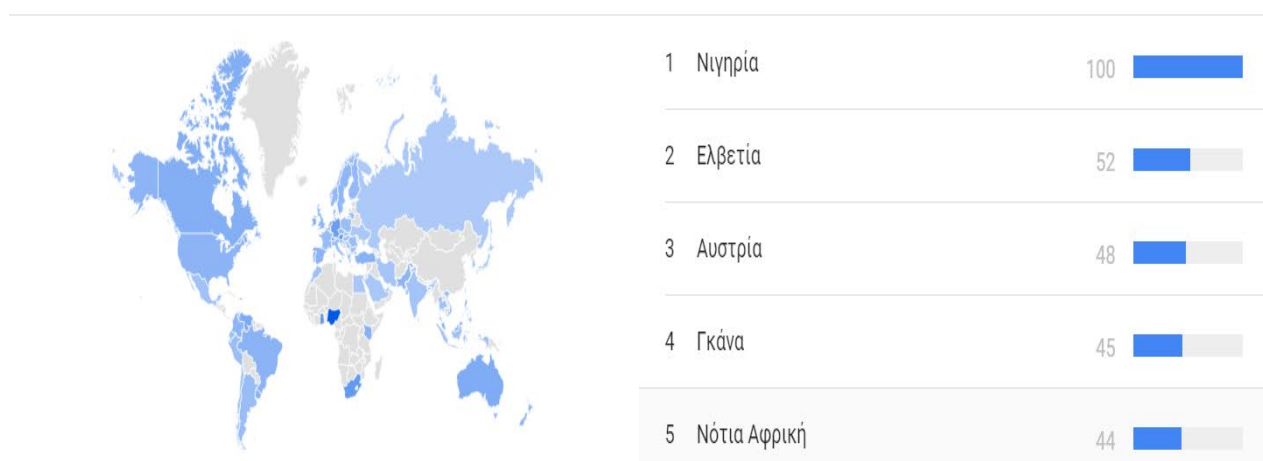 1 Νιγηρία 100
2 Ελβετία 52
3 Αυστρία 48
4 Γκάνα 45
5 Νότια Αφρική 44